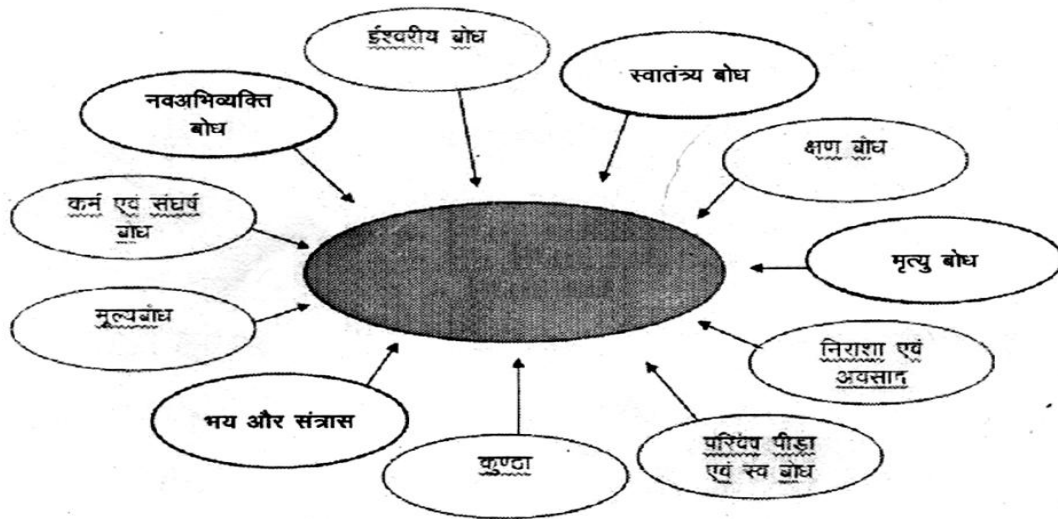 ईश्वरीय बोध
स्वातंत्र्य बोध
नवअभिव्यक्ति
बोध
क्षण बोध
कर्म एवं संघर्ष
बोध
मृत्यु बोध
मूल्यबोध
निराशा एवं
अवसाद
भय और संत्रास
कुण्ठा
परिवेष पीड़ा
एवं स्व बोध